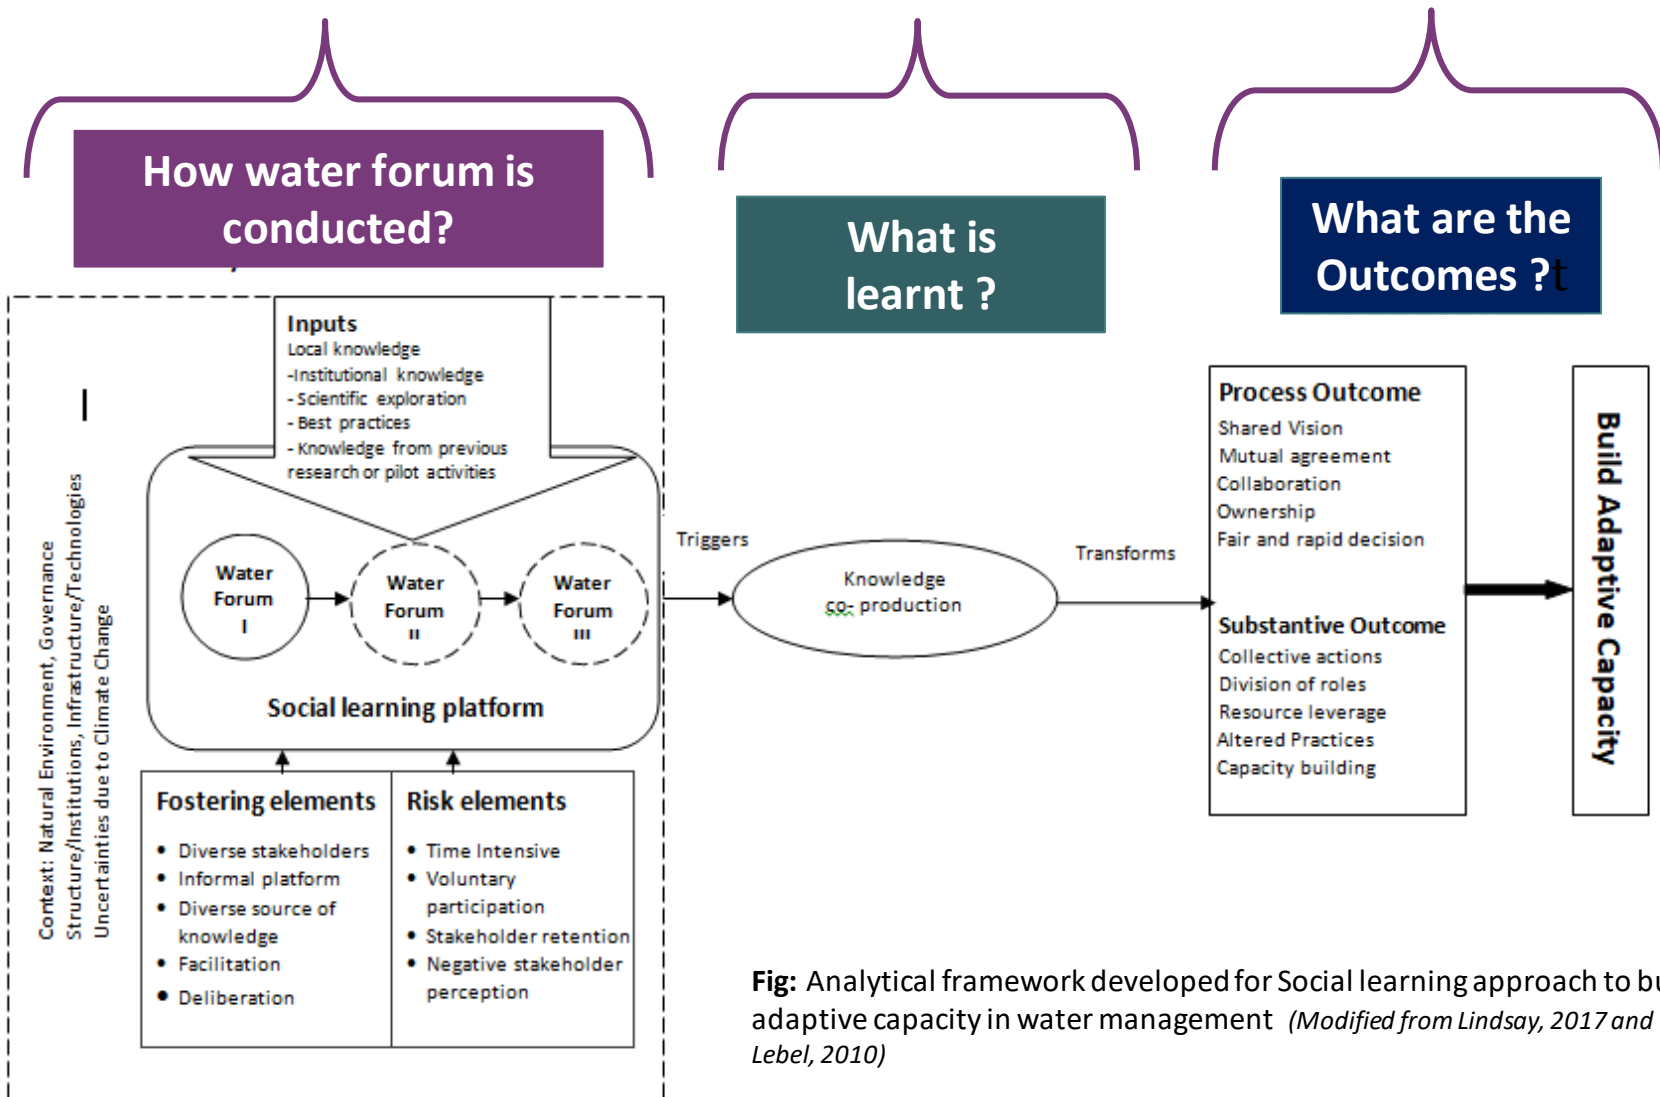 How water forum is
conducted?
What is
learnt ?
What are the
Outcomes ?t
Inputs
Local knowledge
-Institutional knowledge
- Scientific exploration
- Best practices
- Knowledge from previous
research or pilot activities
Context: Natural Environment, Governance
Structure/Institutions, Infrastructure/Technologies
Uncertainties due to Climate Change
Water
Forum
I
Water
Forum
II
Water
Forum
III
Social learning platform
Triggers
Knowledge
co- production
Transforms
Process Outcome
Shared Vision
Mutual agreement
Collaboration
Ownership
Fair and rapid decision
Substantive Outcome
Collective actions
Division of roles
Resource leverage
Altered Practices
Capacity building
Build Adaptive Capacity
Fostering elements
• Diverse stakeholders
• Informal platform
• Diverse source of
knowledge
• Facilitation
• Deliberation
Risk elements
• Time Intensive
• Voluntary
participation
• Stakeholder retention
• Negative stakeholder
perception
Fig: Analytical framework developed for Social learning approach to bu
adaptive capacity in water management (Modified from Lindsay, 2017 and
Lebel, 2010)